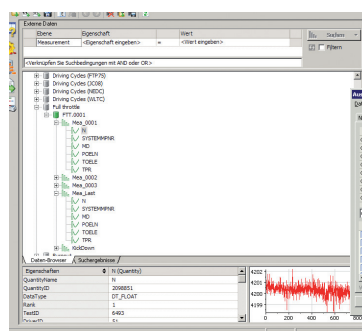 Externe Daten
Ebene Eigenschaft Wert
Measurement <Eigenschaft eingeben> = <Wert eingeben>
Suchen
Filtern
<Verknüpfen Sie Suchbedingungen mit AND oder OR>
Driving Cycles (FTP75)
Driving Cycles (JC08)
Driving Cycles (NEDC)
Driving Cycles (WLTC)
Full throttle
FTT.0001
Mea_0001
N
SYSTEMMPNR
MD
POELN
TOELE
TPR
Mea_0002
Mea_0003
Mea_Last
N
SYSTEMMPNR
MD
POELN
TOELE
TPR
KickDown
Daten-Browser Suchergebnisse
Eigenschaften N (Quantity)
QuantityName N
QuantityID 2098851
DataType DT_FLOAT
Rank 1
TestID 6493
4202
4201
4200
4199
0 200 400 600 800